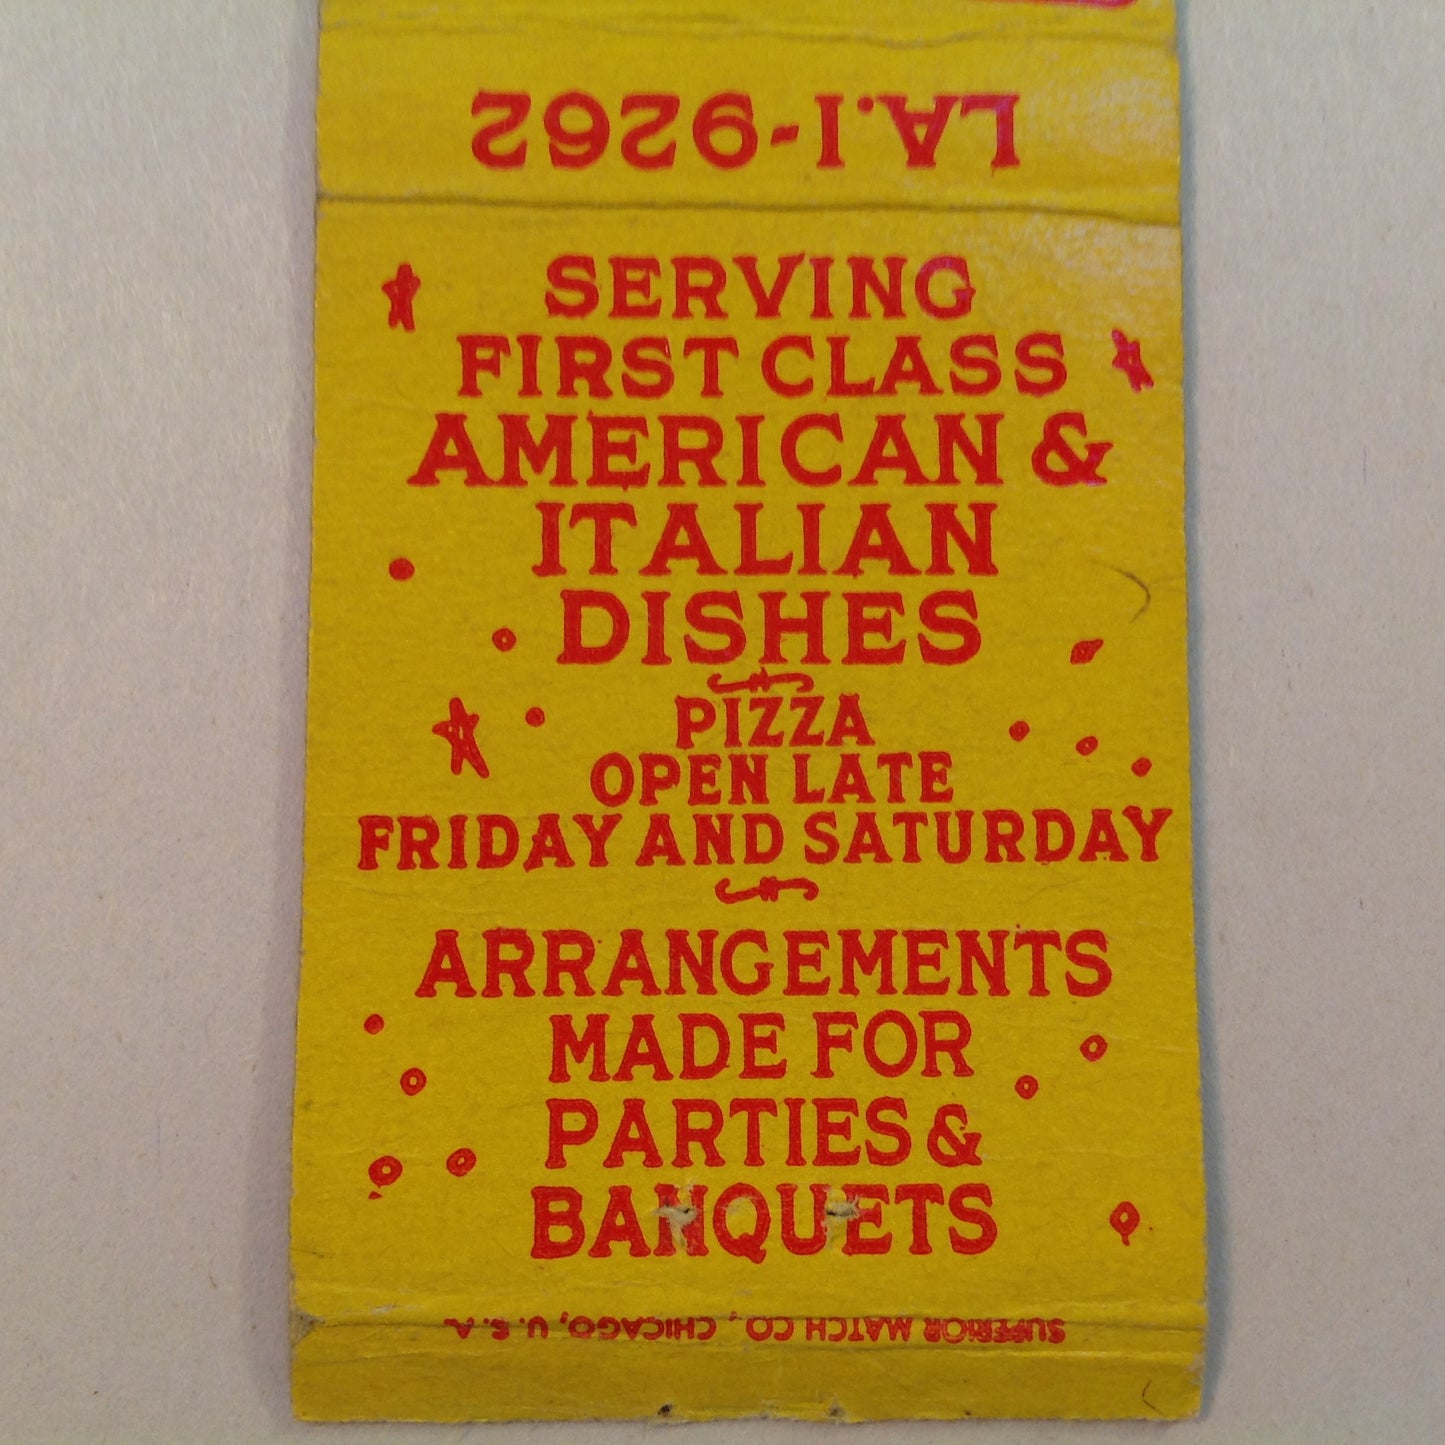 LA.1-9262
SERVING
FIRST CLASS
AMERICAN &
ITALIAN
DISHES
PIZZA
OPEN LATE
FRIDAY AND SATURDAY
ARRANGEMENTS
MADE FOR
PARTIES &
BANQUETS
SUPERIOR MATCH CO., CHICAGO, U.S.A.